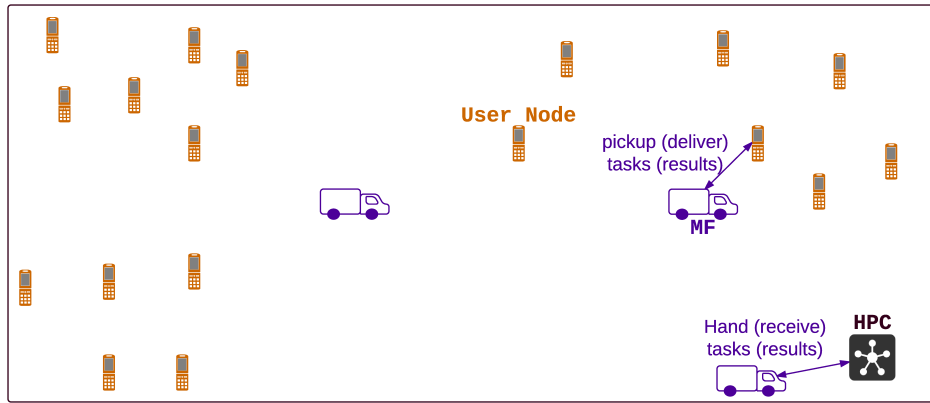 User Node
pickup (deliver)
tasks (results)
MF
Hand (receive)
tasks (results)
HPC